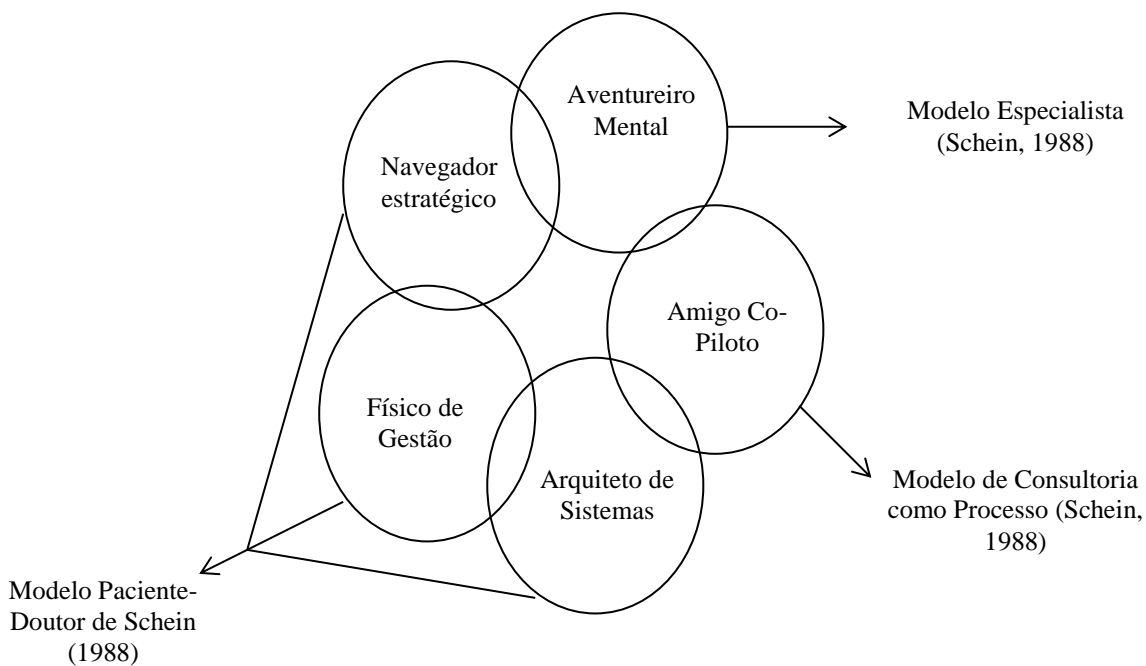 Aventureiro
Mental
Modelo Especialista
(Schein, 1988)
Navegador
estratégico
Amigo Co-
Piloto
Físico de
Gestão
Arquiteto de
Sistemas
Modelo de Consultoria
como Processo (Schein,
1988)
Modelo Paciente-
Doutor de Schein
(1988)